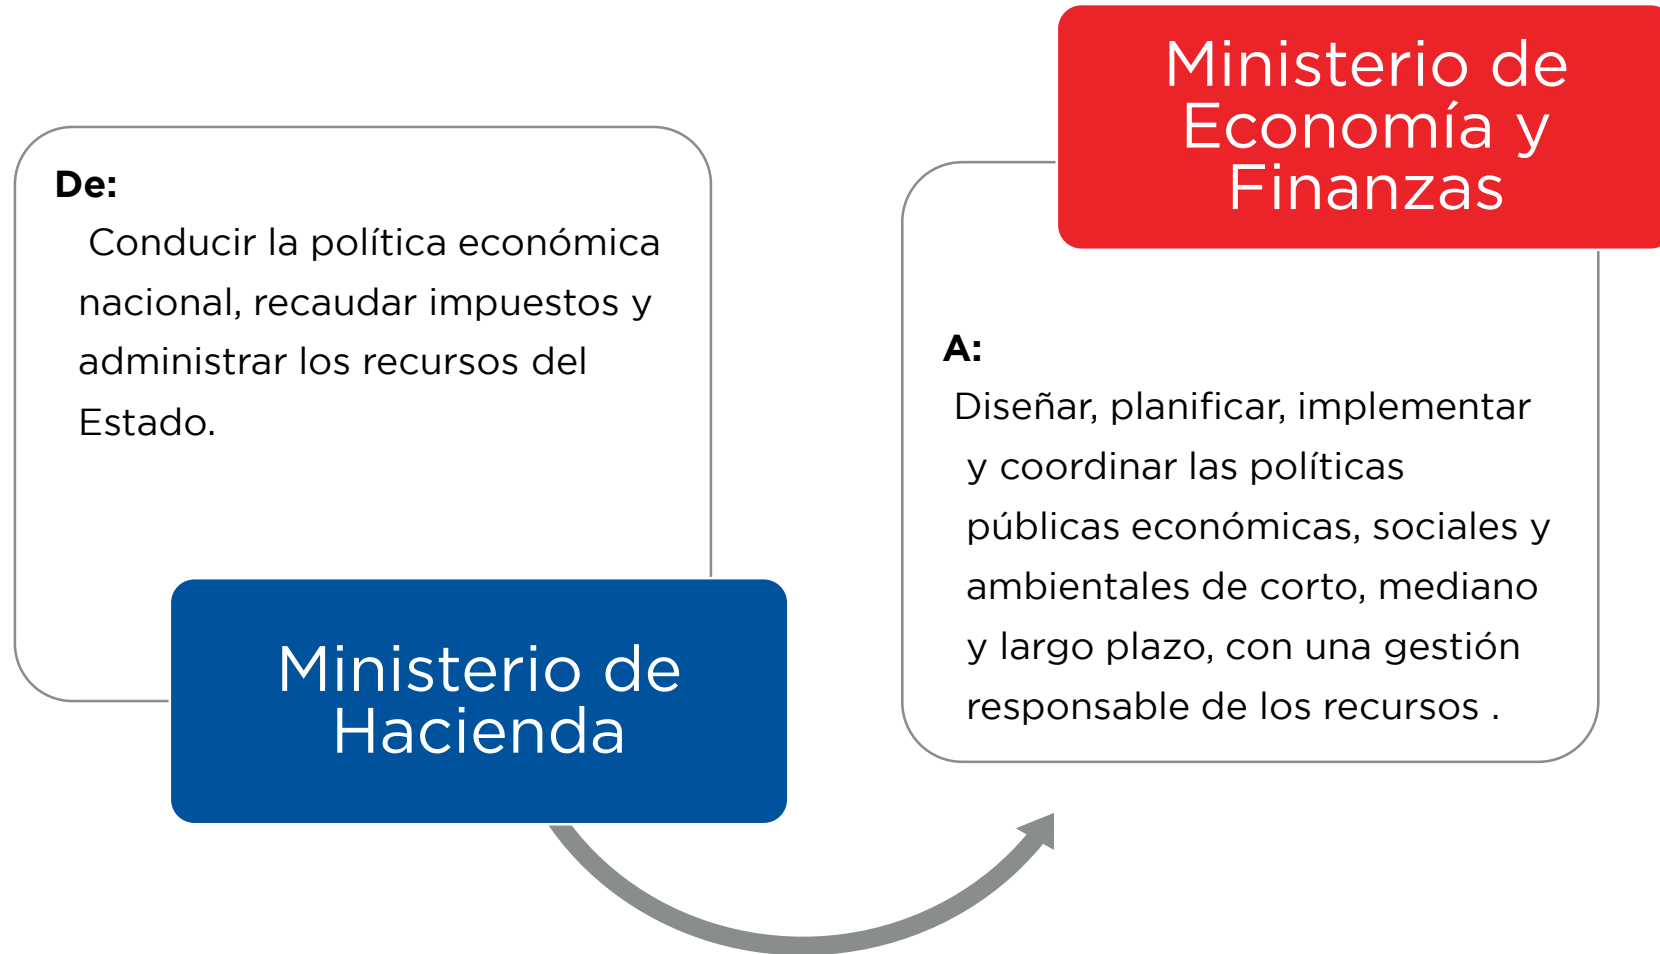 De:
Conducir la política económica
nacional, recaudar impuestos y
administrar los recursos del
Estado.
Ministerio de
Hacienda
Ministerio de
Economía y
Finanzas
A:
Diseñar, planificar, implementar
y coordinar las políticas
públicas económicas, sociales y
ambientales de corto, mediano
y largo plazo, con una gestión
responsable de los recursos .